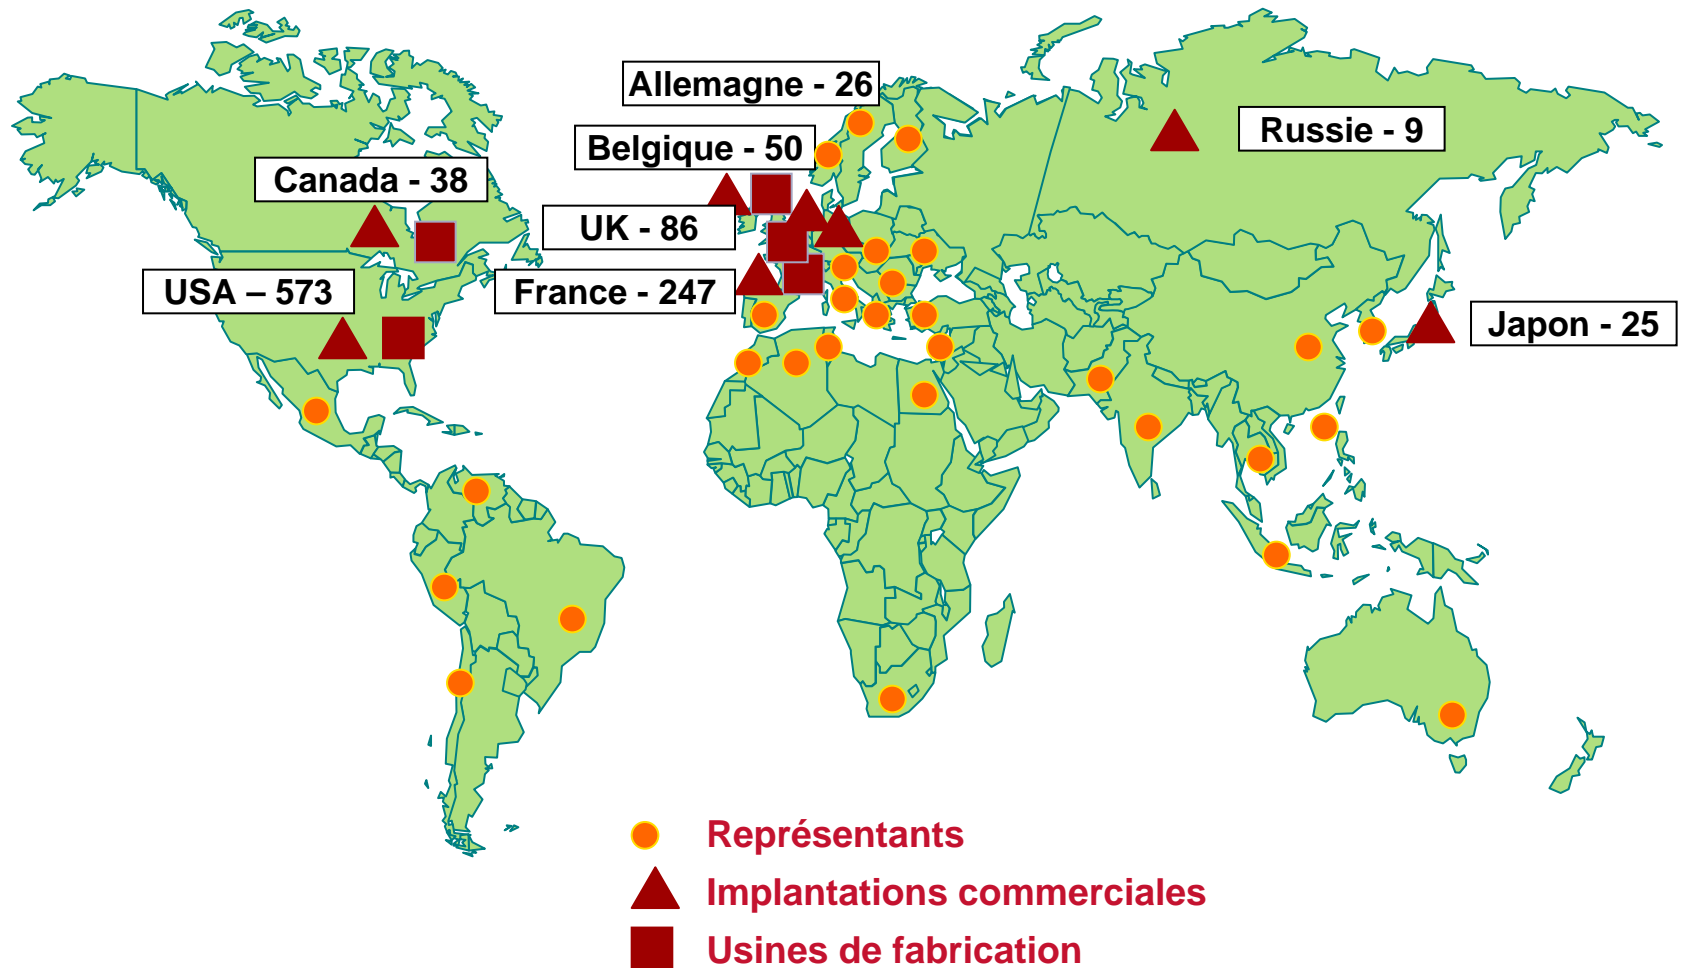 Allemagne - 26
Russie - 9
Belgique - 50
Canada - 38
UK - 86
USA – 573
France - 247
Japon - 25
Représentants
Implantations commerciales
Usines de fabrication